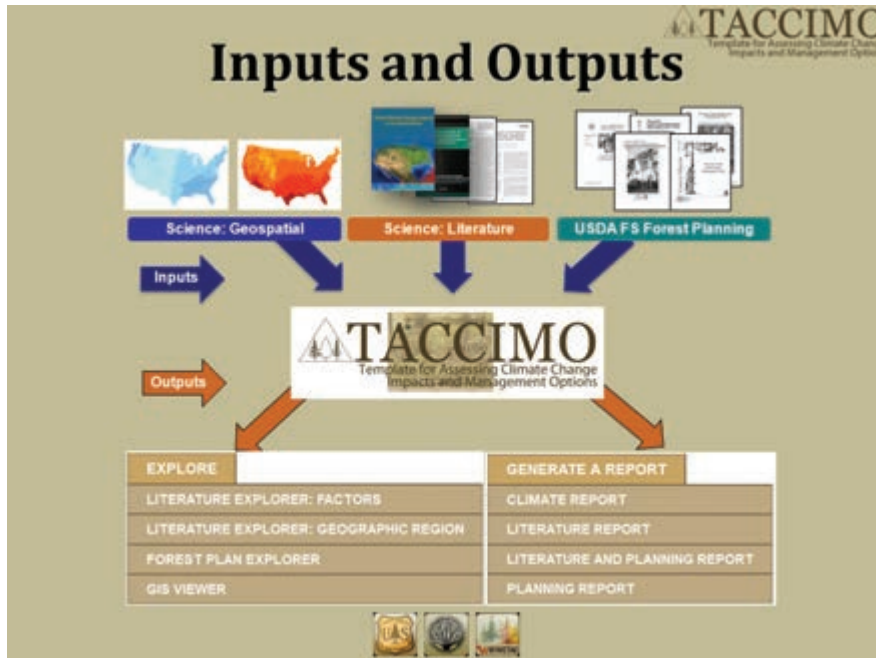 TACCIMO
Template for Assessing Climate Chan
Impacts and Management Option
Inputs and Outputs
Science: Geospatial
Science: Literature
USDA FS Forest Planning
Inputs
TACCIMO
Template for Assessing Climate Change
Impacts and Management Options
Outputs
EXPLORE
LITERATURE EXPLORER: FACTORS
LITERATURE EXPLORER: GEOGRAPHIC REGION
FOREST PLAN EXPLORER
GIS VIEWER
GENERATE A REPORT
CLIMATE REPORT
LITERATURE REPORT
LITERATURE AND PLANNING REPORT
PLANNING REPORT
U S